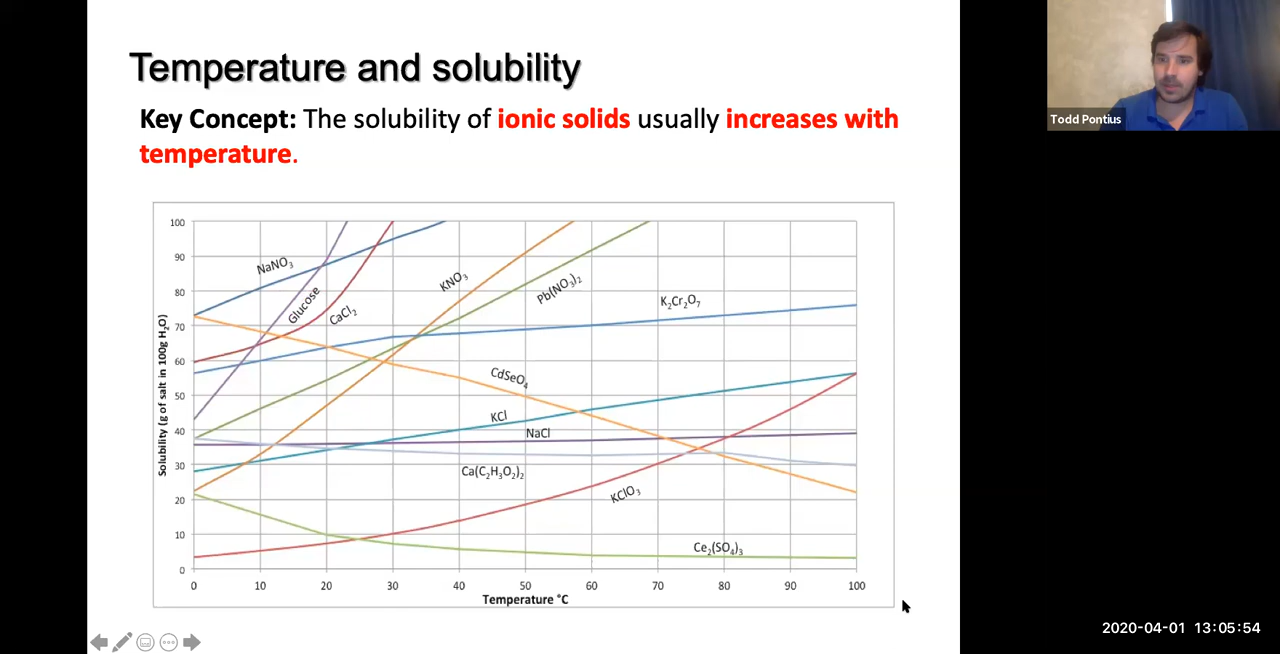 Temperature and solubility
Key Concept: The solubility of ionic solids usually increases with
temperature.
Todd Pontius
Solubility (g of salt in 100g H₂O)
100
90
80
70
60
50
40
30
20
10
0
NaNO₃
Glucose
CaCl₂
KNO₃
Pb(NO₃)₂
K₂Cr₂O₇
CdSeO₄
KCl
NaCl
Ca(C₂H₃O₂)₂
KClO₃
Ce₂(SO₄)₃
0 10 20 30 40 50 60 70 80 90 100
Temperature °C
2020-04-01 13:05:54